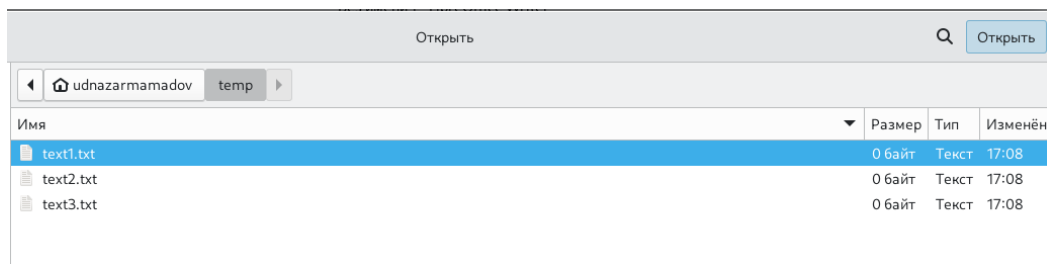 Открыть Открыть
udnazarmamadov temp
Имя Размер Тип Изменён
text1.txt 0 байт Текст 17:08
text2.txt 0 байт Текст 17:08
text3.txt 0 байт Текст 17:08